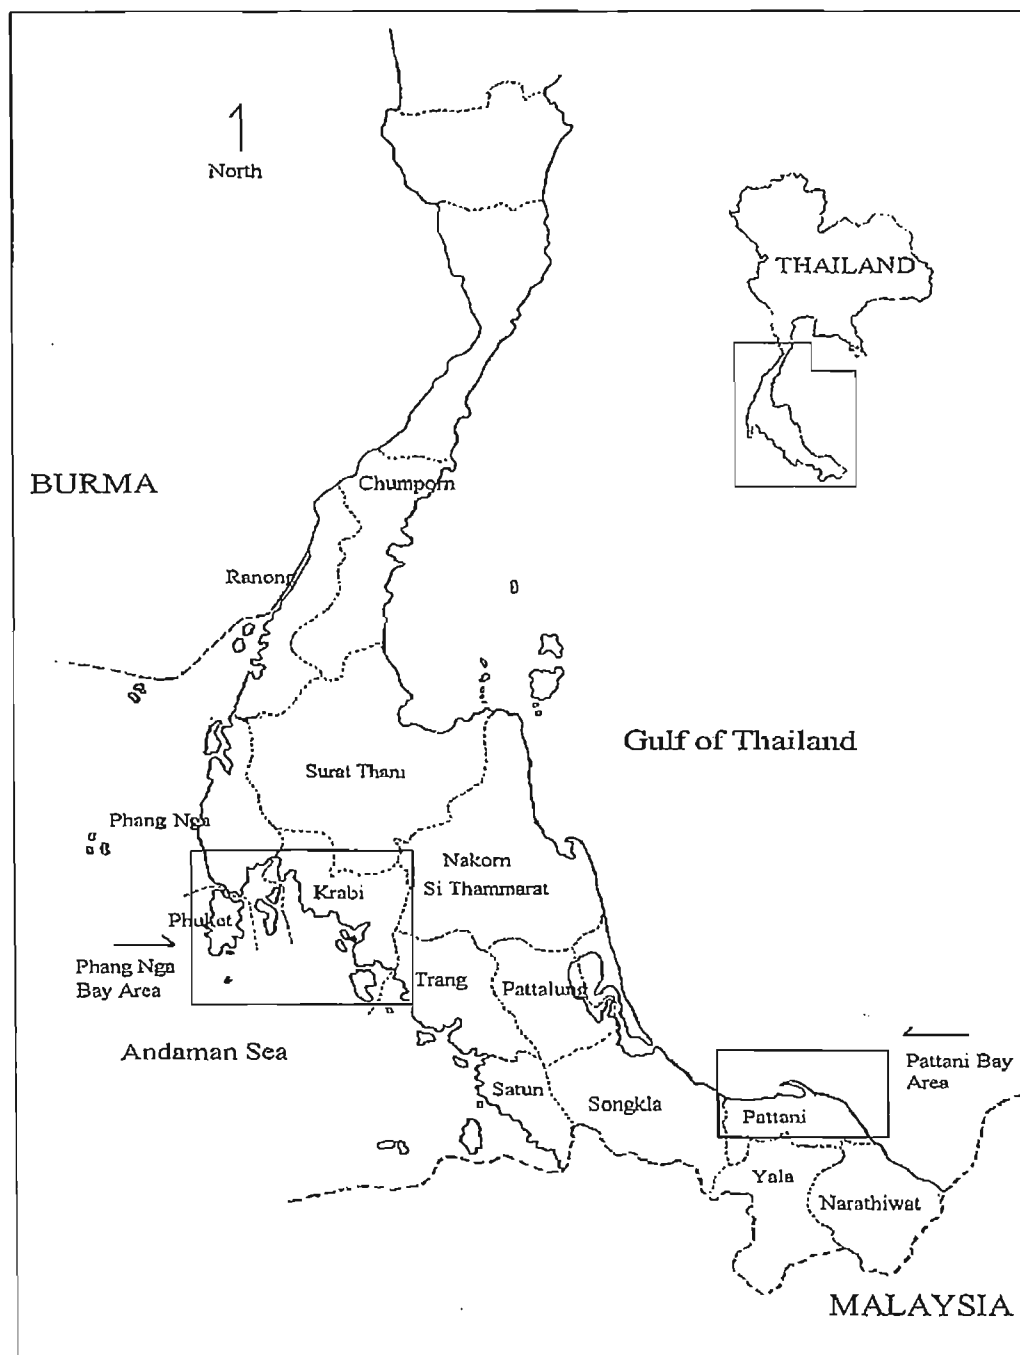 North
THAILAND
BURMA
Chumporn
Ranong
Gulf of Thailand
Surat Thani
Phang Nga
Nakorn
Si Thammarat
Krabi
Phuket
Phang Nga
Bay Area
Trang
Pattalung
Andaman Sea
Pattani Bay
Area
Satun
Songkla
Pattani
Yala
Narathiwat
MALAYSIA